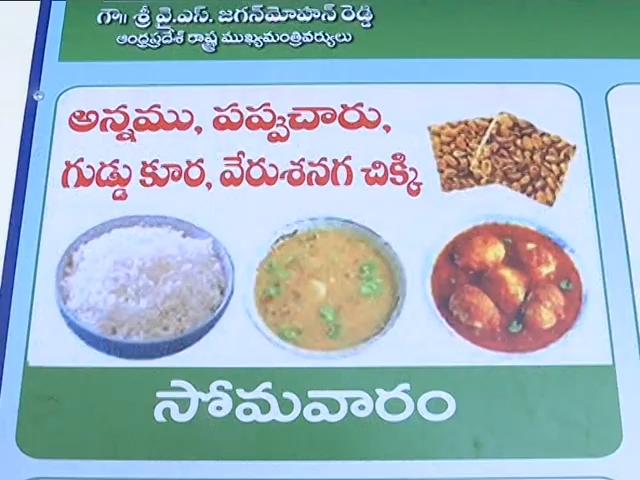 గౌ॥ శ్రీ వై.ఎస్. జగన్‌మోహన్ రెడ్డి
ఆంధ్రప్రదేశ్ రాష్ట్ర ముఖ్యమంత్రివర్యులు
అన్నము, పప్పుచారు,
గుడ్డు కూర, వేరుశనగ చిక్కి
సోమవారం